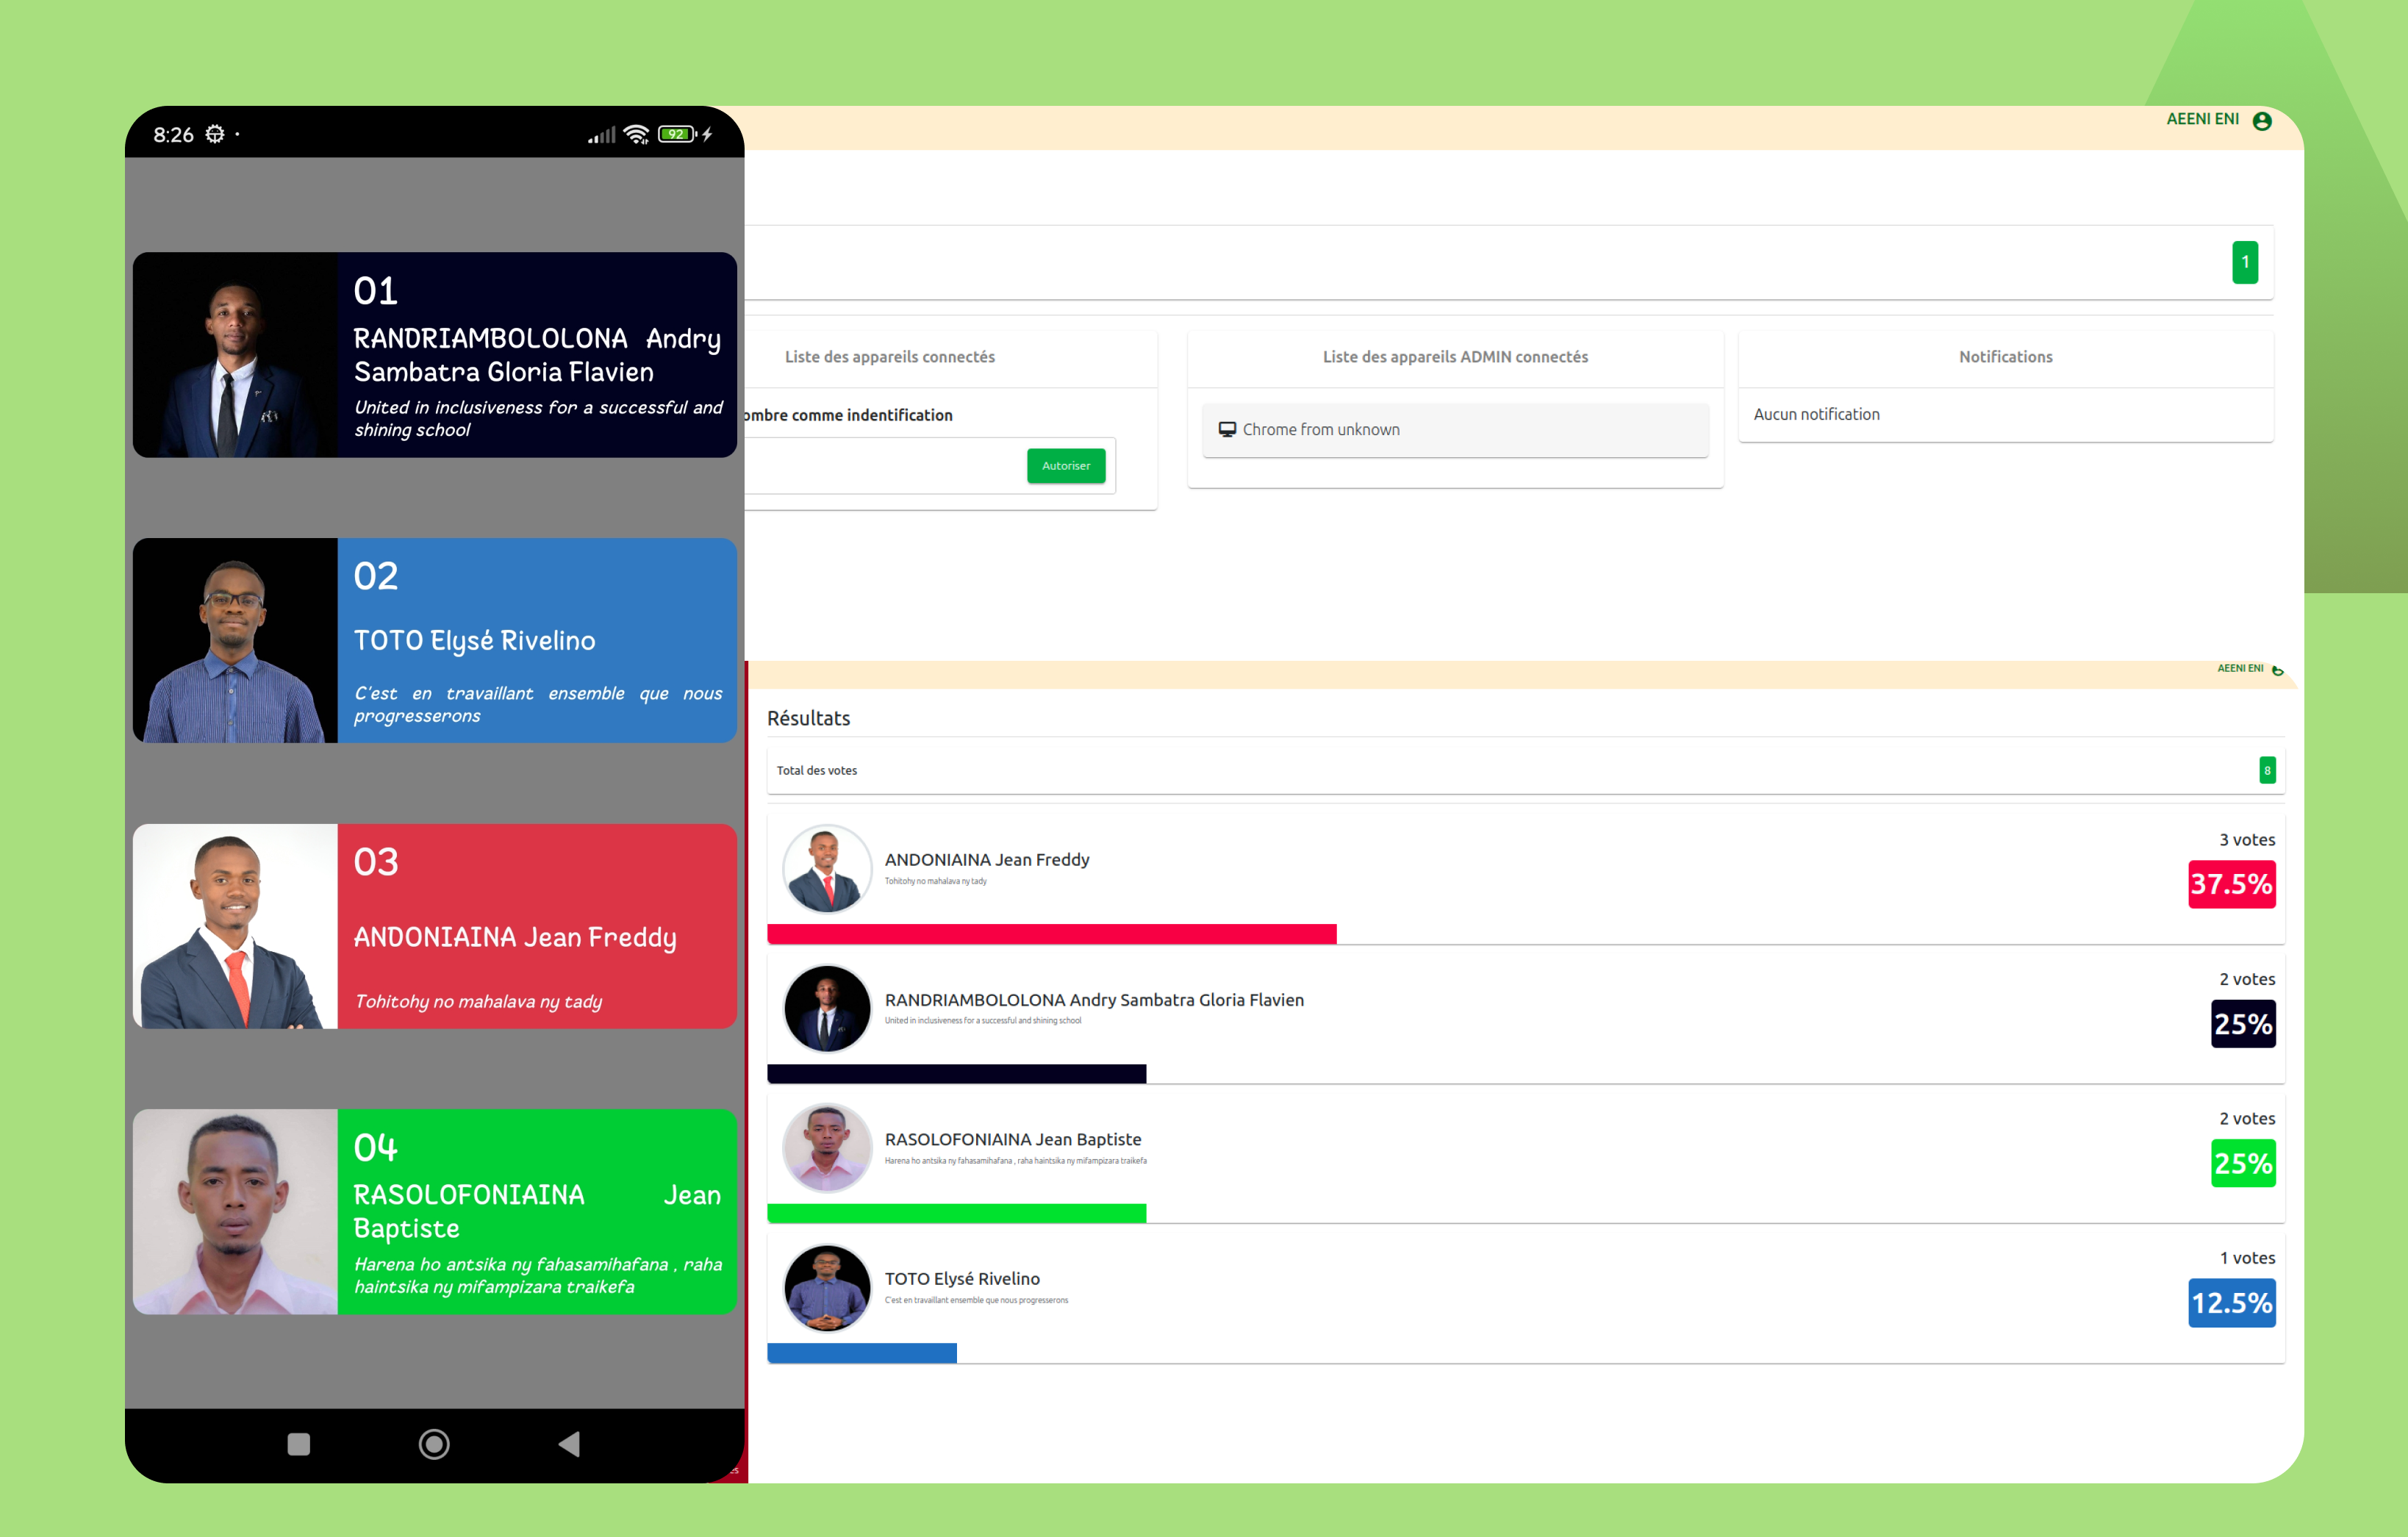 8:26
92
01
RANDRIAMBOLOLONA Andry
Sambatra Gloria Flavien
United in inclusiveness for a successful and
shining school
02
TOTO Elysé Rivelino
C'est en travaillant ensemble que nous
progresserons
03
ANDONIAINA Jean Freddy
Tohitohy no mahalava ny tady
04
RASOLOFONIAINA Jean
Baptiste
Harena ho antsika ny fahasamihafana , raha
haintsika ny mifampizara traikefa
AEENI ENI
1
Liste des appareils connectés
ombre comme indentification
Autoriser
Liste des appareils ADMIN connectés
Chrome from unknown
Notifications
Aucun notification
AEENI ENI
Résultats
Total des votes
8
ANDONIAINA Jean Freddy
Tohitohy no mahalava ny tady
3 votes
37.5%
RANDRIAMBOLOLONA Andry Sambatra Gloria Flavien
United in inclusiveness for a successful and shining school
2 votes
25%
RASOLOFONIAINA Jean Baptiste
Harena ho antsika ny fahasamihafana , raha haintsika ny mifampizara traikefa
2 votes
25%
TOTO Elysé Rivelino
C'est en travaillant ensemble que nous progresserons
1 votes
12.5%